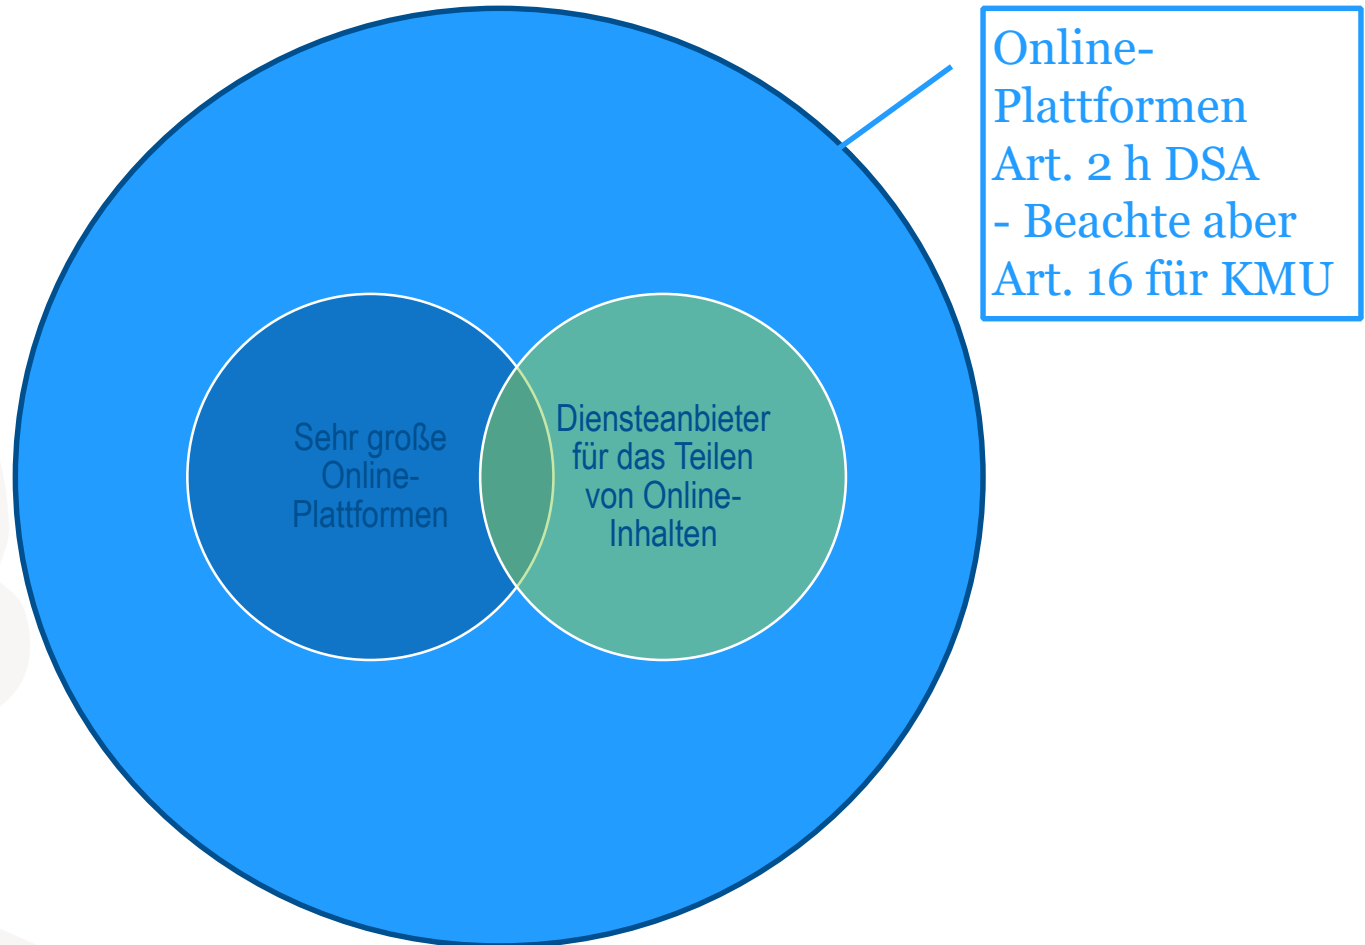 Online-
Plattformen
Art. 2 h DSA
- Beachte aber
Art. 16 für KMU
Sehr große
Online-
Plattformen
Diensteanbieter
für das Teilen
von Online-
Inhalten